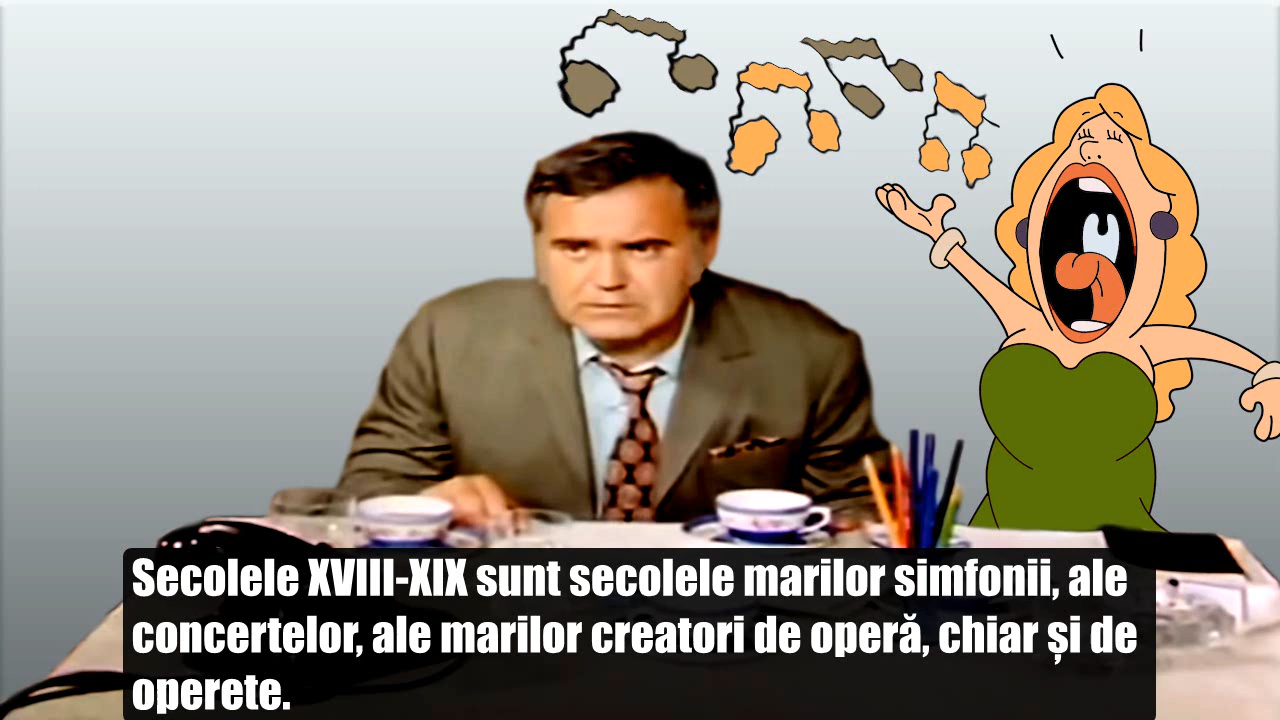 Secolele XVIII-XIX sunt secolele marilor simfonii, ale
concertelor, ale marilor creatori de operă, chiar și de
operete.